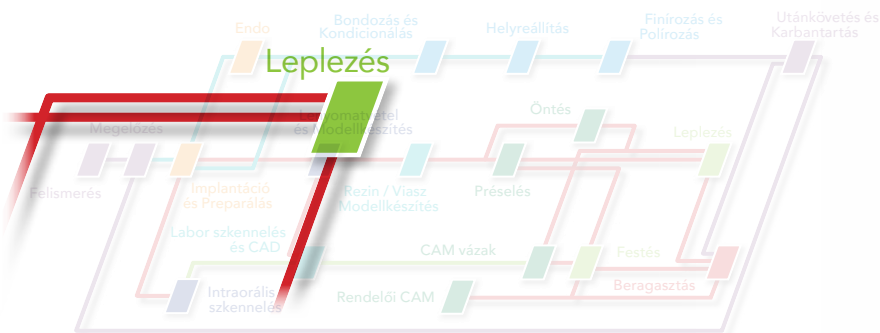 Endo
Bondozás és
Kondicionálás
Helyreállítás
Finírozás és
Polírozás
Utánkövetés és
Karbantartás
Leplezés
Megelőzés
Lenyomatvétel
és Modellkészítés
Öntés
Leplezés
Felismerés
Implantáció
és Preparálás
Rezin / Viasz
Modellkészítés
Préselés
Labor szkennelés
és CAD
CAM vázak
Festés
Beragasztás
Intraorális
szkennelés
Rendelői CAM